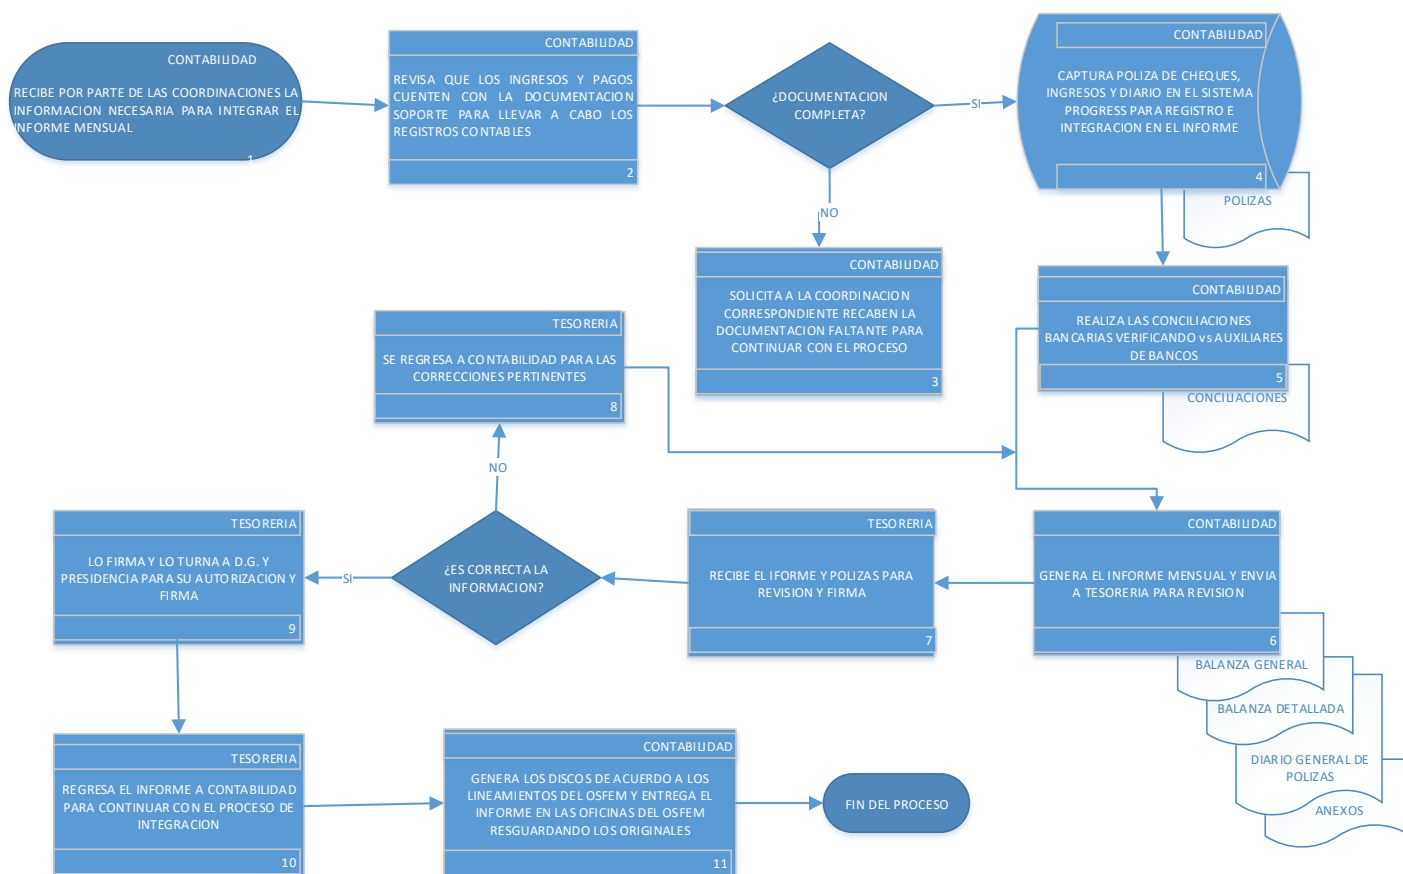 CONTABILIDAD
RECIBE POR PARTE DE LAS COORDINACIONES LA
INFORMACION NECESARIA PARA INTEGRAR EL
INFORME MENSUAL
1
CONTABILIDAD
REVISA QUE LOS INGRESOS Y PAGOS
CUENTEN CON LA DOCUMENTACION
SOPORTE PARA LLEVAR A CABO LOS
REGISTROS CONTABLES
2
¿DOCUMENTACION
COMPLETA?
SI
NO
CONTABILIDAD
CAPTURA POLIZA DE CHEQUES,
INGRESOS Y DIARIO EN EL SISTEMA
PROGRESS PARA REGISTRO E
INTEGRACION EN EL INFORME
4
POLIZAS
CONTABILIDAD
SOLICITA A LA COORDINACION
CORRESPONDIENTE RECABEN LA
DOCUMENTACION FALTANTE PARA
CONTINUAR CON EL PROCESO
3
CONTABILIDAD
REALIZA LAS CONCILIACIONES
BANCARIAS VERIFICANDO vs AUXILIARES
DE BANCOS
5
CONCILIACIONES
TESORERIA
SE REGRESA A CONTABILIDAD PARA LAS
CORRECCIONES PERTINENTES
8
NO
CONTABILIDAD
GENERA EL INFORME MENSUAL Y ENVIA
A TESORERIA PARA REVISION
6
BALANZA GENERAL
BALANZA DETALLADA
DIARIO GENERAL DE
POLIZAS
ANEXOS
TESORERIA
RECIBE EL IFORME Y POLIZAS PARA
REVISION Y FIRMA
7
¿ES CORRECTA LA
INFORMACION?
SI
TESORERIA
LO FIRMA Y LO TURNA A D.G. Y
PRESIDENCIA PARA SU AUTORIZACION Y
FIRMA
9
TESORERIA
REGRESA EL INFORME A CONTABILIDAD
PARA CONTINUAR CON EL PROCESO DE
INTEGRACION
10
CONTABILIDAD
GENERA LOS DISCOS DE ACUERDO A LOS
LINEAMIENTOS DEL OSFEM Y ENTREGA EL
INFORME EN LAS OFICINAS DEL OSFEM
RESGUARDANDO LOS ORIGINALES
11
FIN DEL PROCESO